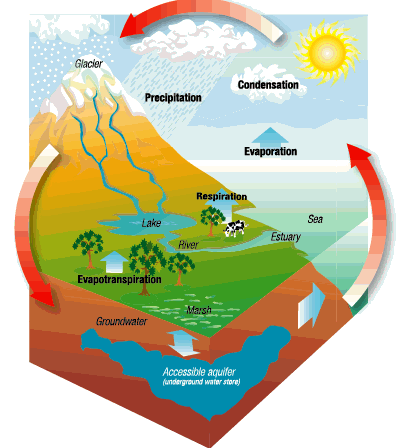 Glacier
Precipitation
Condensation
Evaporation
Respiration
Lake
Sea
River
Estuary
Evapotranspiration
Marsh
Groundwater
Accessible aquifer
(underground water store)